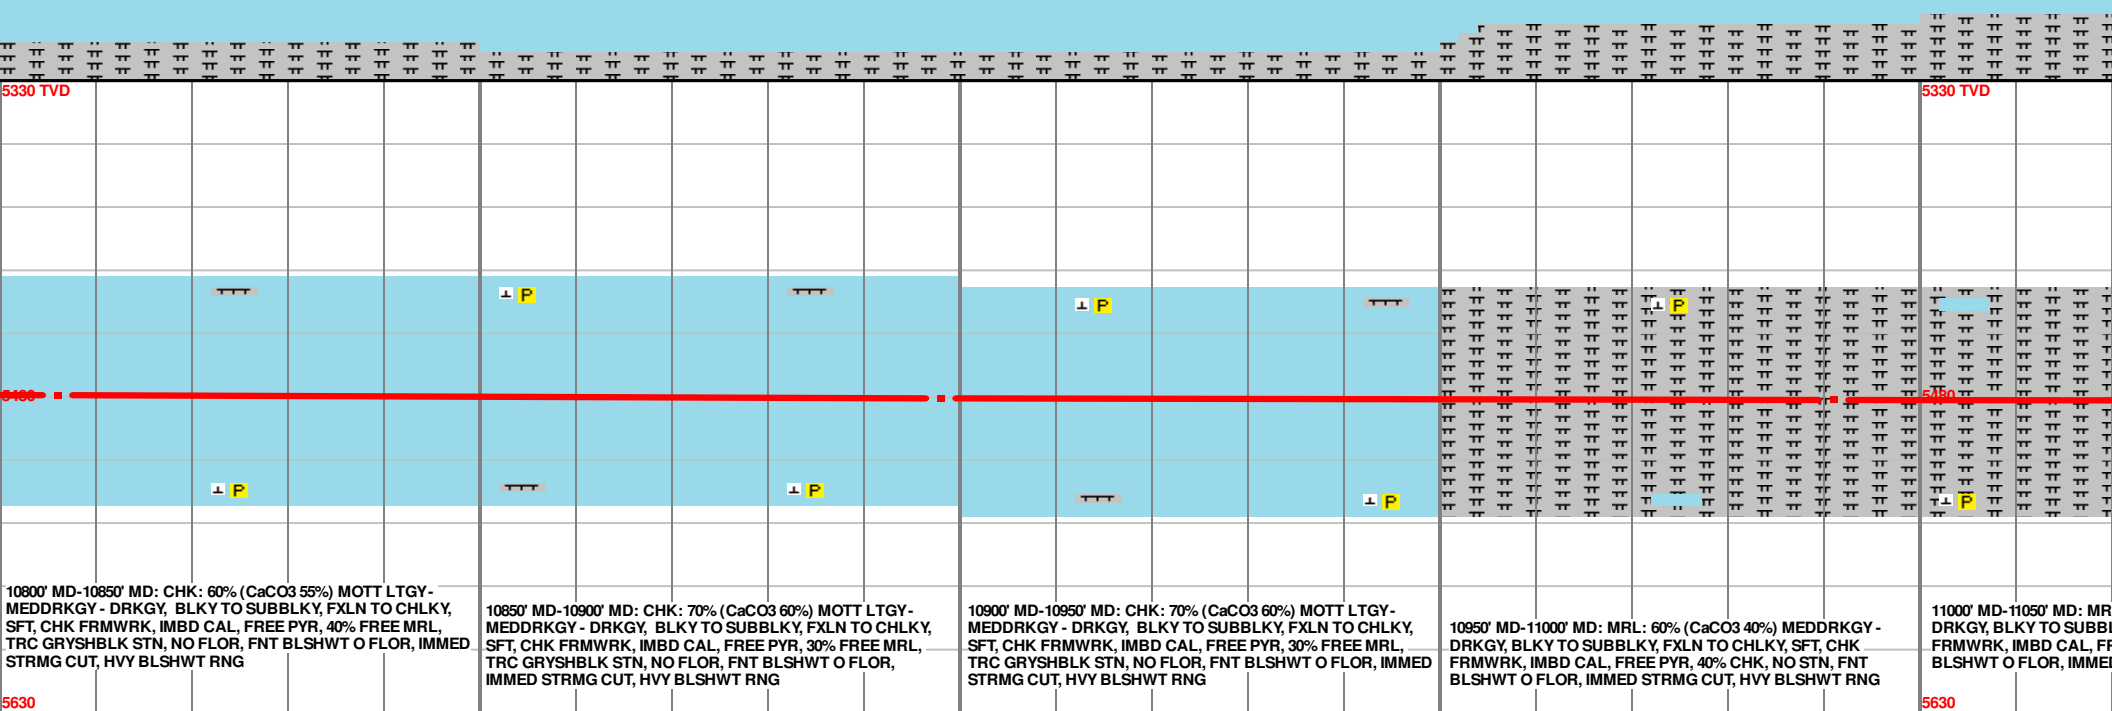 5330 TVD
5330 TVD
P
P
P
P
P
P
P
P
5480
5480
10800' MD-10850' MD: CHK: 60% (CaCO3 55%) MOTT LTGY-
MEDDRKGY - DRKGY, BLKY TO SUBBLKY, FXLN TO CHLKY,
SFT, CHK FRMWRK, IMBD CAL, FREE PYR, 40% FREE MRL,
TRC GRYSHBLK STN, NO FLOR, FNT BLSHWT O FLOR, IMMED
STRMG CUT, HVY BLSHWT RNG
10850' MD-10900' MD: CHK: 70% (CaCO3 60%) MOTT LTGY-
MEDDRKGY - DRKGY, BLKY TO SUBBLKY, FXLN TO CHLKY,
SFT, CHK FRMWRK, IMBD CAL, FREE PYR, 30% FREE MRL,
TRC GRYSHBLK STN, NO FLOR, FNT BLSHWT O FLOR,
IMMED STRMG CUT, HVY BLSHWT RNG
10900' MD-10950' MD: CHK: 70% (CaCO3 60%) MOTT LTGY-
MEDDRKGY - DRKGY, BLKY TO SUBBLKY, FXLN TO CHLKY,
SFT, CHK FRMWRK, IMBD CAL, FREE PYR, 30% FREE MRL,
TRC GRYSHBLK STN, NO FLOR, FNT BLSHWT O FLOR, IMMED
STRMG CUT, HVY BLSHWT RNG
10950' MD-11000' MD: MRL: 60% (CaCO3 40%) MEDDRKGY -
DRKGY, BLKY TO SUBBLKY, FXLN TO CHLKY, SFT, CHK
FRMWRK, IMBD CAL, FREE PYR, 40% CHK, NO STN, FNT
BLSHWT O FLOR, IMMED STRMG CUT, HVY BLSHWT RNG
11000' MD-11050' MD: MR
DRKGY, BLKY TO SUBBL
FRMWRK, IMBD CAL, FR
BLSHWT O FLOR, IMMED
5630
5630